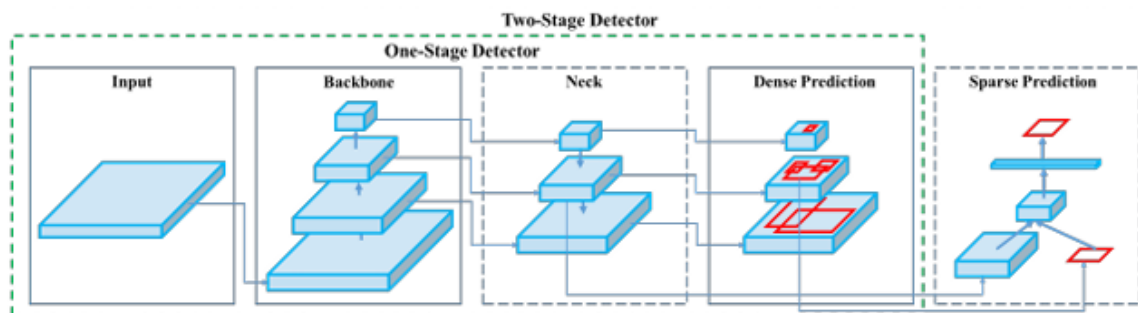 Two-Stage Detector
One-Stage Detector
Input
Backbone
Neck
Dense Prediction
Sparse Prediction